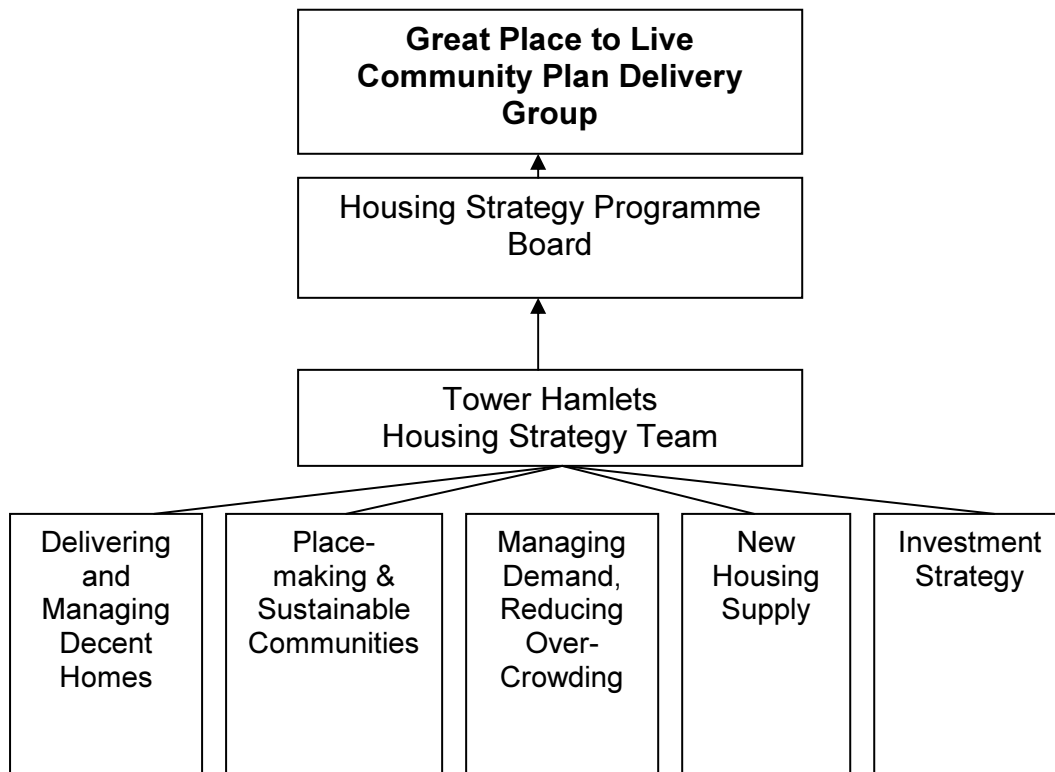 Great Place to Live
Community Plan Delivery
Group
Housing Strategy Programme
Board
Tower Hamlets
Housing Strategy Team
Delivering
and
Managing
Decent
Homes
Place-
making &
Sustainable
Communities
Managing
Demand,
Reducing
Over-
Crowding
New
Housing
Supply
Investment
Strategy